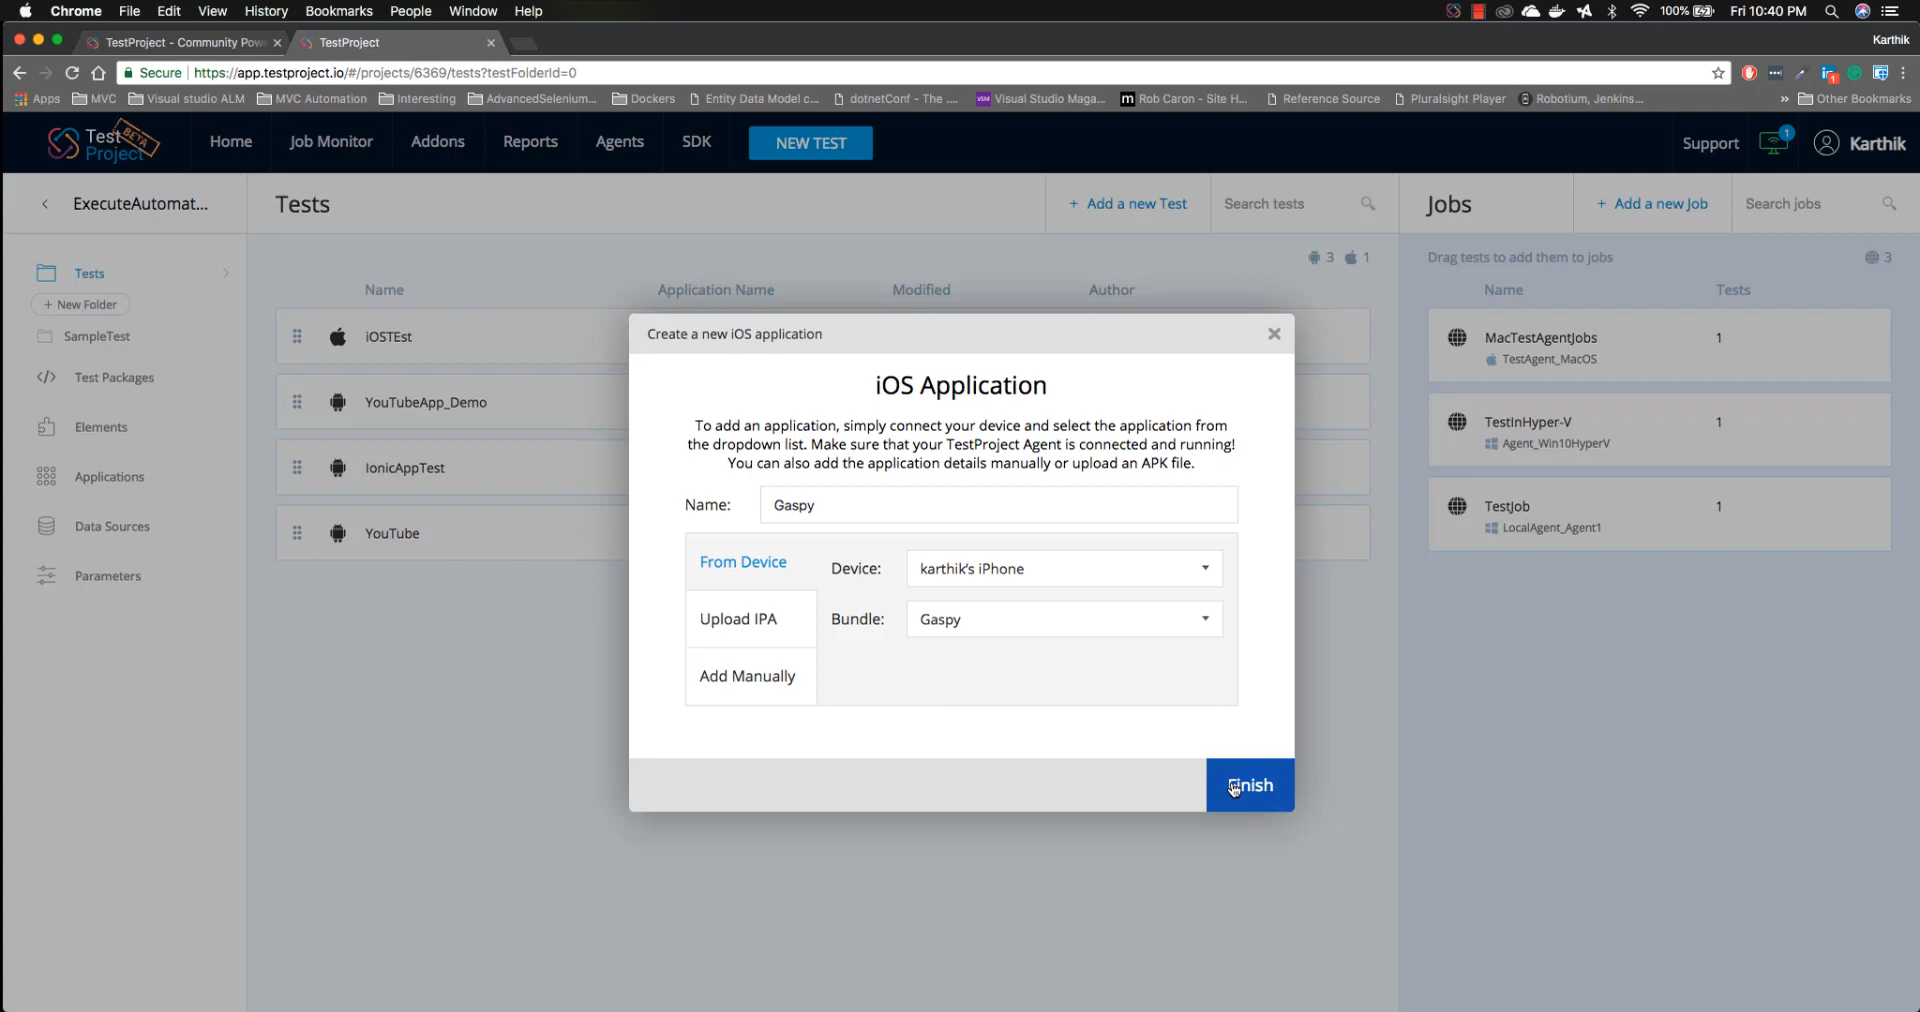 Chrome File Edit View History Bookmarks People Window Help 100% Fri 10:40 PM
TestProject - Community Pow TestProject Karthik
Secure https://app.testproject.io/#/projects/6369/tests?testFolderId=0 1
Apps MVC Visual studio ALM MVC Automation Interesting AdvancedSelenium... Dockers Entity Data Model c... dotnetConf - The .... VSM Visual Studio Maga... m Rob Caron - Site H... Reference Source Pluralsight Player Robotium, Jenkins... » Other Bookmarks
Test Project BETA Home Job Monitor Addons Reports Agents SDK NEW TEST Support 1 Karthik
ExecuteAutomat... Tests + Add a new Test Search tests Jobs + Add a new Job Search jobs
3 1 Drag tests to add them to jobs 3
Tests
+ New Folder
SampleTest
Test Packages
Elements
Applications
Data Sources
Parameters
Name Application Name Modified Author
iOSTEst
YouTubeApp_Demo
IonicAppTest
YouTube
Create a new iOS application
iOS Application
To add an application, simply connect your device and select the application from
the dropdown list. Make sure that your TestProject Agent is connected and running!
You can also add the application details manually or upload an APK file.
Name: Gaspy
From Device Device: karthik's iPhone
Upload IPA Bundle: Gaspy
Add Manually
Finish
Name Tests
MacTestAgentJobs 1
TestAgent_MacOS
TestInHyper-V 1
Agent_Win10HyperV
TestJob 1
LocalAgent_Agent1